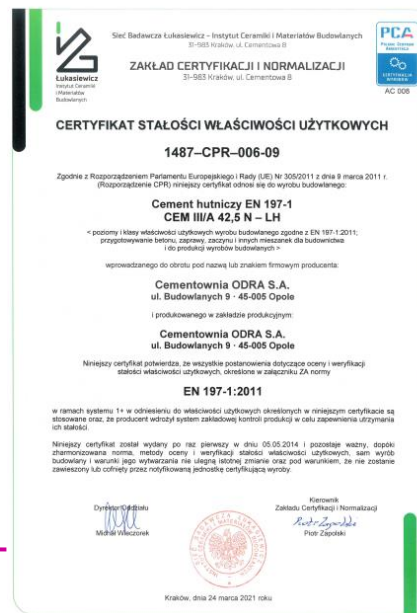 Sieć Badawcza Łukasiewicz – Instytut Ceramiki i Materiałów Budowlanych
31–983 Kraków, ul. Cementowa 8
ZAKŁAD CERTYFIKACJI I NORMALIZACJI
31–983 Kraków, ul. Cementowa 8
Łukasiewicz
Instytut Ceramiki
i Materiałów
Budowlanych
PCA
POLSKIE CENTRUM
AKREDYTACJI
CERTYFIKACJA
WYROBÓW
AC 008
CERTYFIKAT STAŁOŚCI WŁAŚCIWOŚCI UŻYTKOWYCH
1487–CPR–006-09
Zgodnie z Rozporządzeniem Parlamentu Europejskiego i Rady (UE) Nr 305/2011 z dnia 9 marca 2011 r.
(Rozporządzenie CPR) niniejszy certyfikat odnosi się do wyrobu budowlanego:
Cement hutniczy EN 197-1
CEM III/A 42,5 N – LH
< poziomy i klasy właściwości użytkowych wyrobu budowlanego zgodne z EN 197-1:2011;
przygotowywanie betonu, zaprawy, zaczynu i innych mieszanek dla budownictwa
i do produkcji wyrobów budowlanych >
wprowadzanego do obrotu pod nazwą lub znakiem firmowym producenta:
Cementownia ODRA S.A.
ul. Budowlanych 9 · 45-005 Opole
i produkowanego w zakładzie produkcyjnym:
Cementownia ODRA S.A.
ul. Budowlanych 9 · 45-005 Opole
Niniejszy certyfikat potwierdza, że wszystkie postanowienia dotyczące oceny i weryfikacji
stałości właściwości użytkowych, określone w załączniku ZA normy
EN 197-1:2011
w ramach systemu 1+ w odniesieniu do właściwości użytkowych określonych w niniejszym certyfikacie są
stosowane oraz, że producent wdrożył system zakładowej kontroli produkcji w celu zapewnienia utrzymania
ich stałości.
Niniejszy certyfikat został wydany po raz pierwszy w dniu 05.05.2014 i pozostaje ważny, dopóki
zharmonizowana norma, metody oceny i weryfikacji stałości właściwości użytkowych, sam wyrób
budowlany i warunki jego wytwarzania nie ulegną istotnej zmianie oraz pod warunkiem, że nie zostanie
zawieszony lub cofnięty przez notyfikowaną jednostkę certyfikującą wyroby.
Dyrektor Oddziału
Michał Wieczorek
Kierownik
Zakładu Certyfikacji i Normalizacji
Piotr Zapolski
Kraków, dnia 24 marca 2021 roku